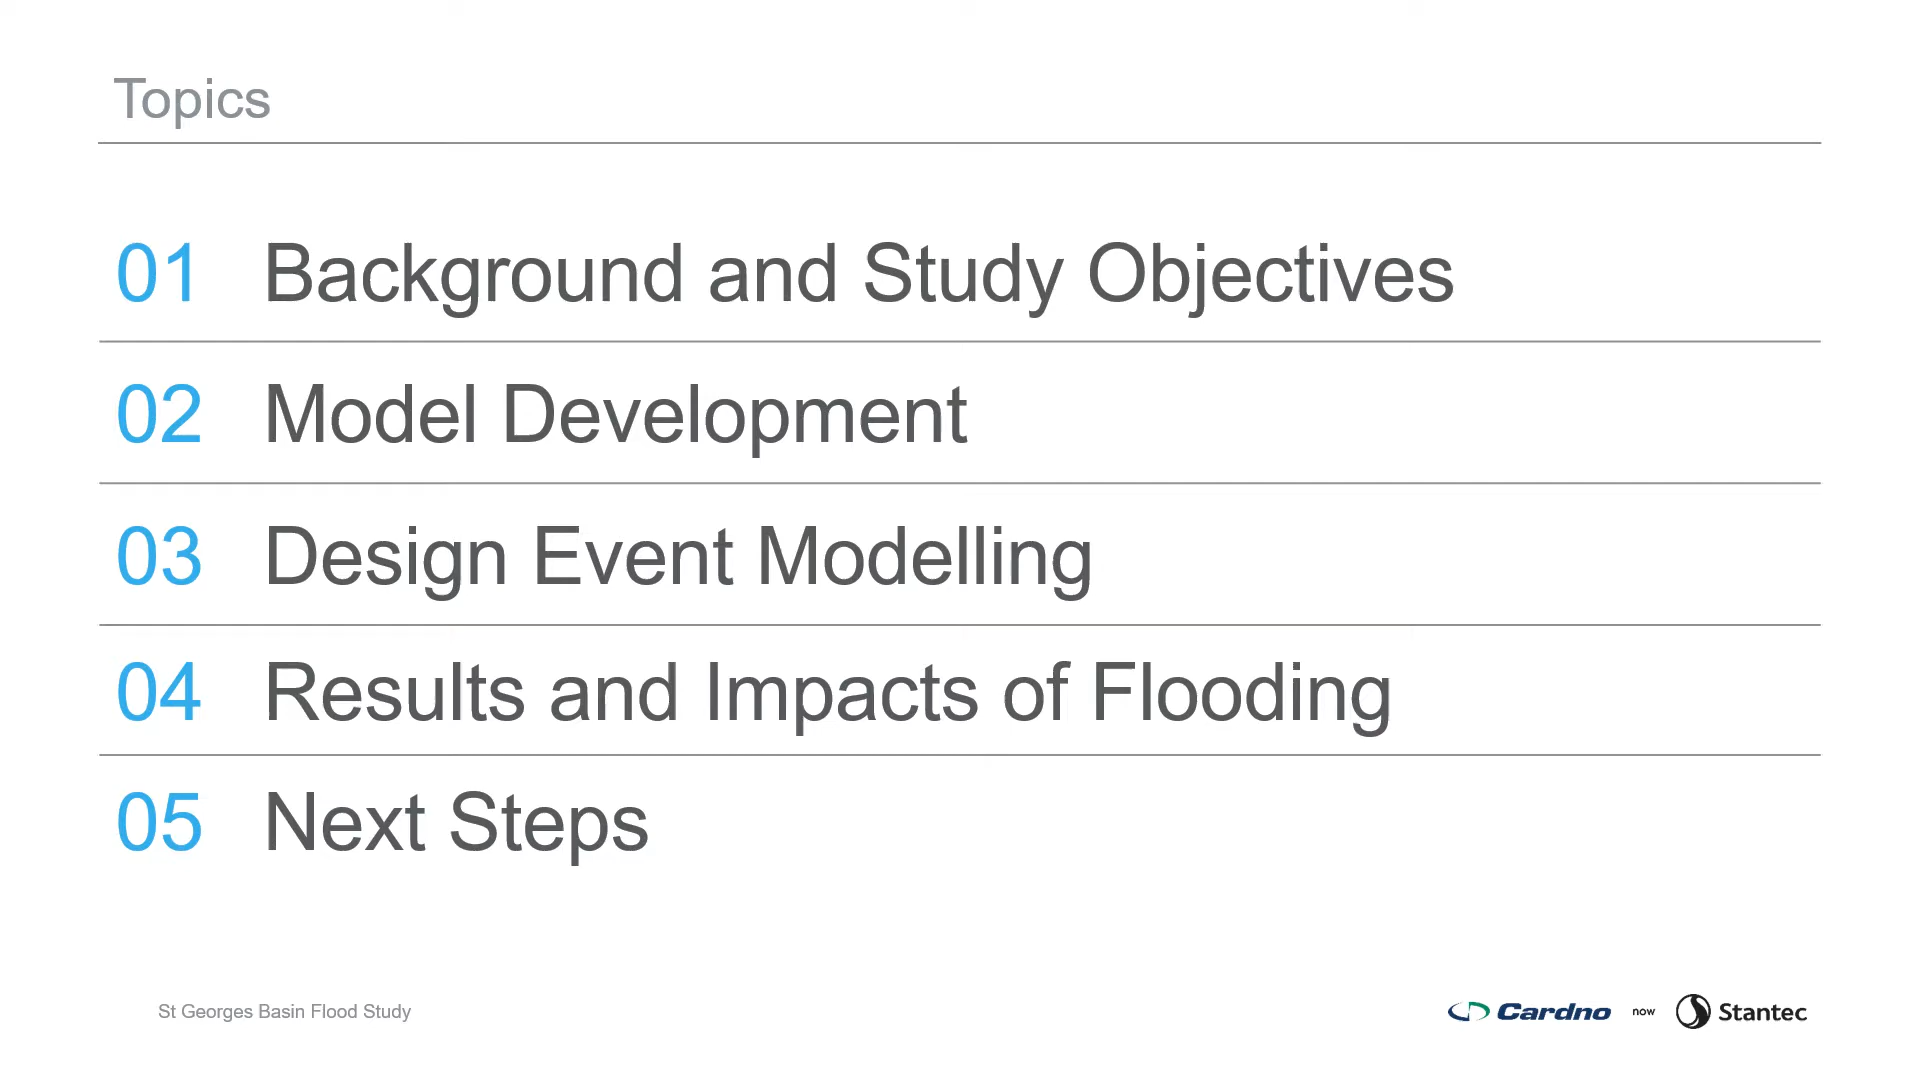 Topics
01 Background and Study Objectives
02 Model Development
03 Design Event Modelling
04 Results and Impacts of Flooding
05 Next Steps
St Georges Basin Flood Study
Cardno now Stantec